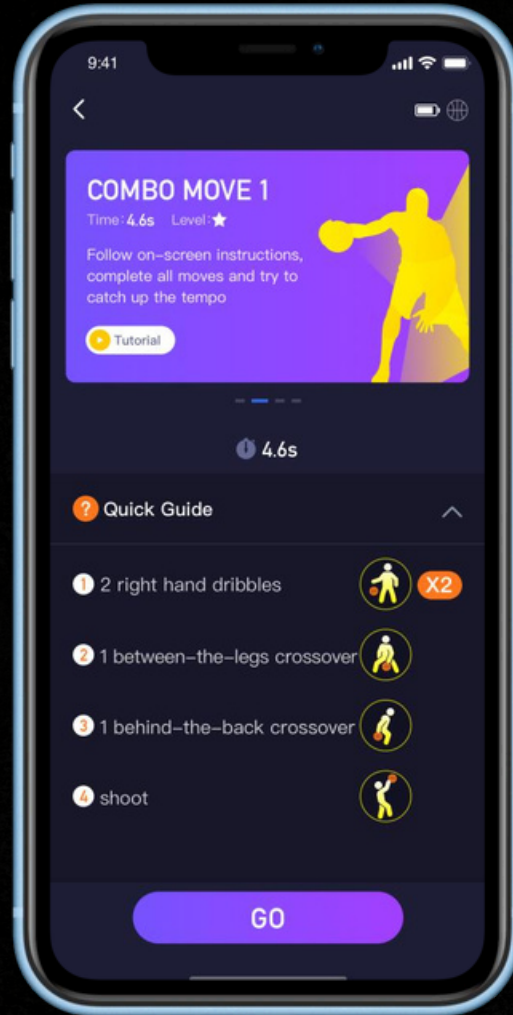 9:41
COMBO MOVE 1
Time:4.6s Level:
Follow on-screen instructions,
complete all moves and try to
catch up the tempo
Tutorial
4.6s
? Quick Guide
1 2 right hand dribbles X2
2 1 between-the-legs crossover
3 1 behind-the-back crossover
4 shoot
GO